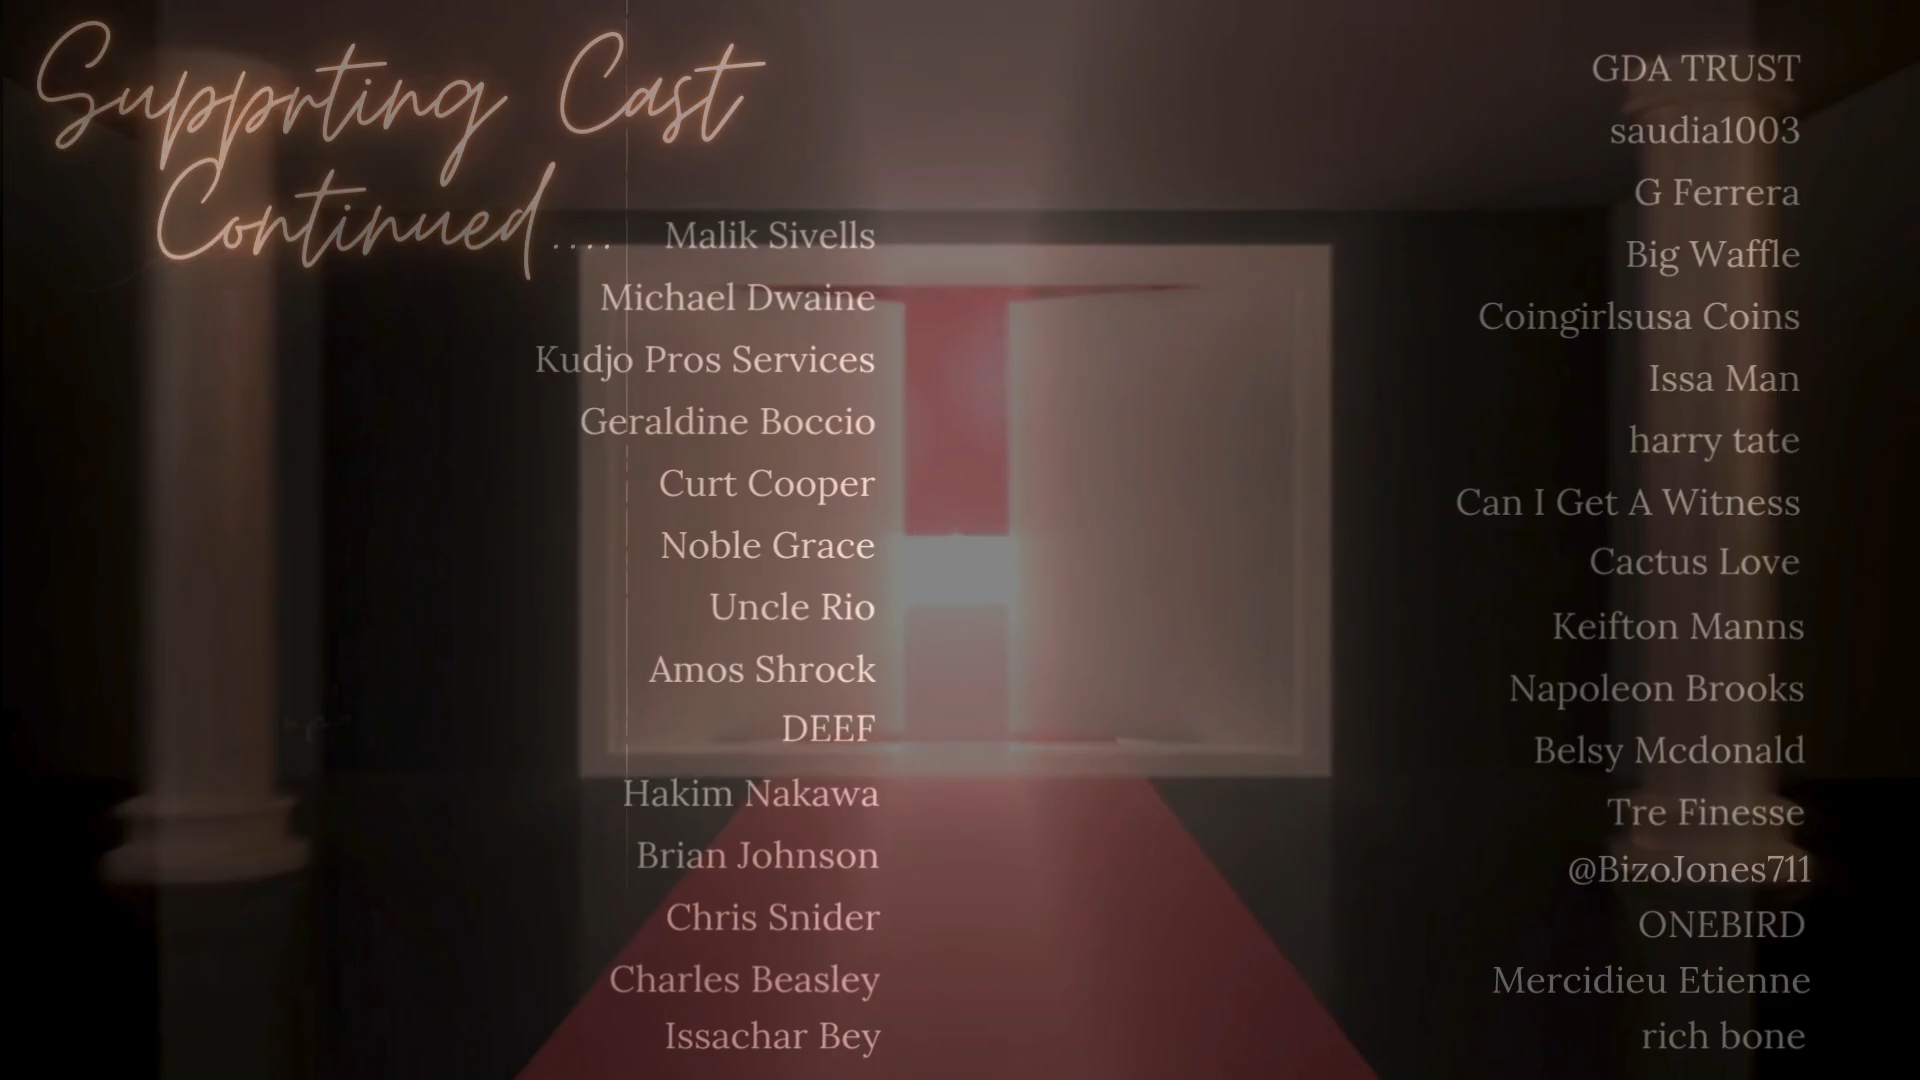 Suppprting Cast
Continued....
Malik Sivells
Michael Dwaine
Kudjo Pros Services
Geraldine Boccio
Curt Cooper
Noble Grace
Uncle Rio
Amos Shrock
DEEF
Hakim Nakawa
Brian Johnson
Chris Snider
Charles Beasley
Issachar Bey
GDA TRUST
saudia1003
G Ferrera
Big Waffle
Coingirlsusa Coins
Issa Man
harry tate
Can I Get A Witness
Cactus Love
Keifton Manns
Napoleon Brooks
Belsy Mcdonald
Tre Finesse
@BizoJones711
ONEBIRD
Mercidieu Etienne
rich bone